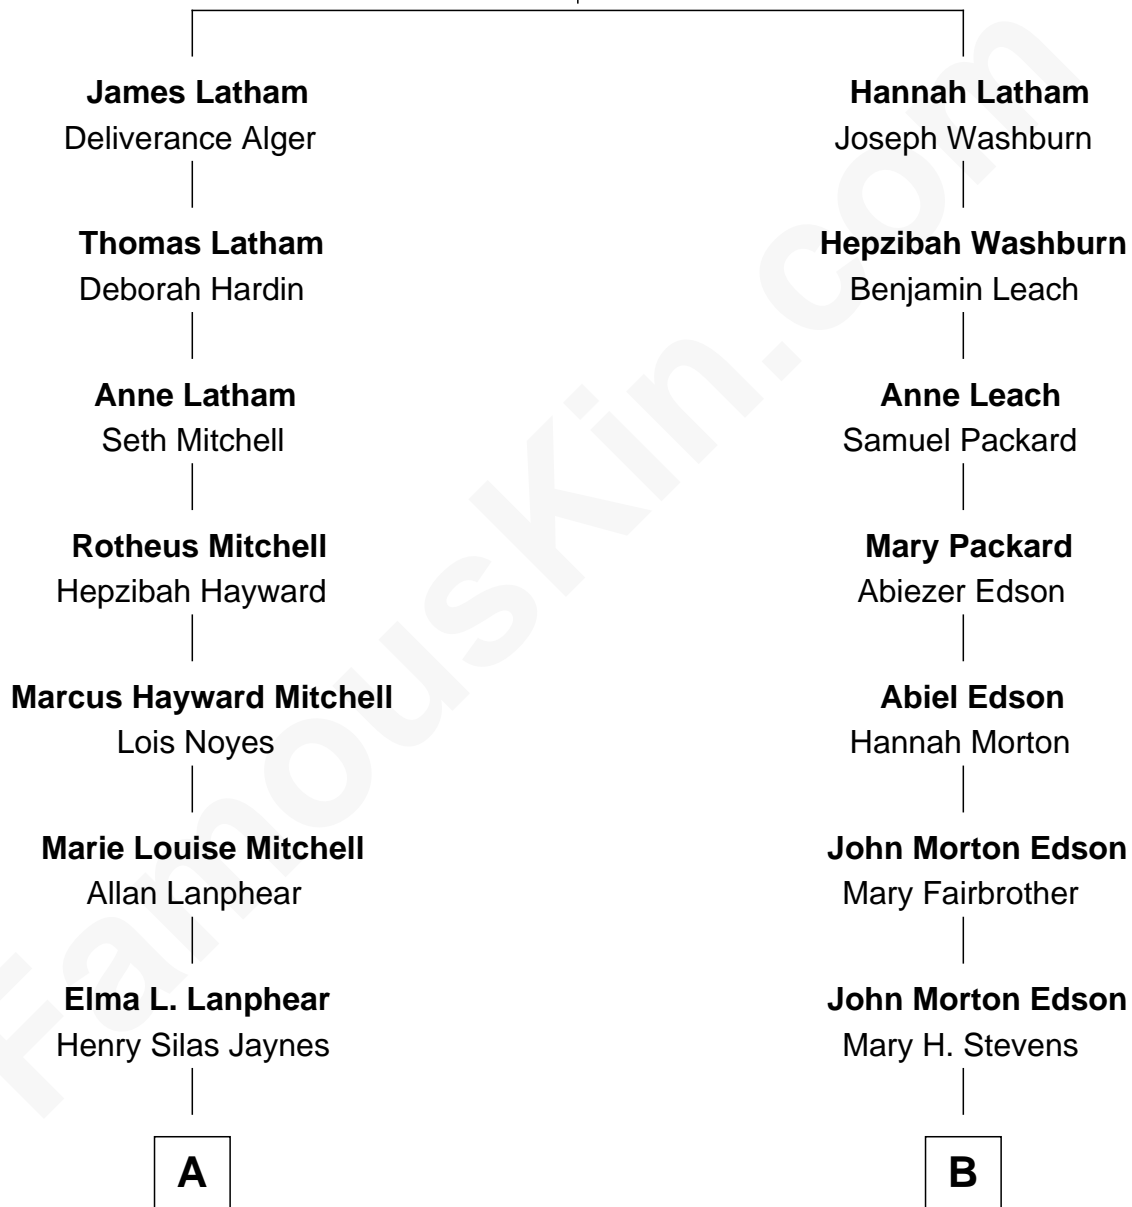 James Latham
Deliverance Alger
Thomas Latham
Deborah Hardin
Anne Latham
Seth Mitchell
Rotheus Mitchell
Hepzibah Hayward
Marcus Hayward Mitchell
Lois Noyes
Marie Louise Mitchell
Allan Lanphear
Elma L. Lanphear
Henry Silas Jaynes
A
Hannah Latham
Joseph Washburn
Hepzibah Washburn
Benjamin Leach
Anne Leach
Samuel Packard
Mary Packard
Abiezer Edson
Abiel Edson
Hannah Morton
John Morton Edson
Mary Fairbrother
John Morton Edson
Mary H. Stevens
B
FamousKin.com